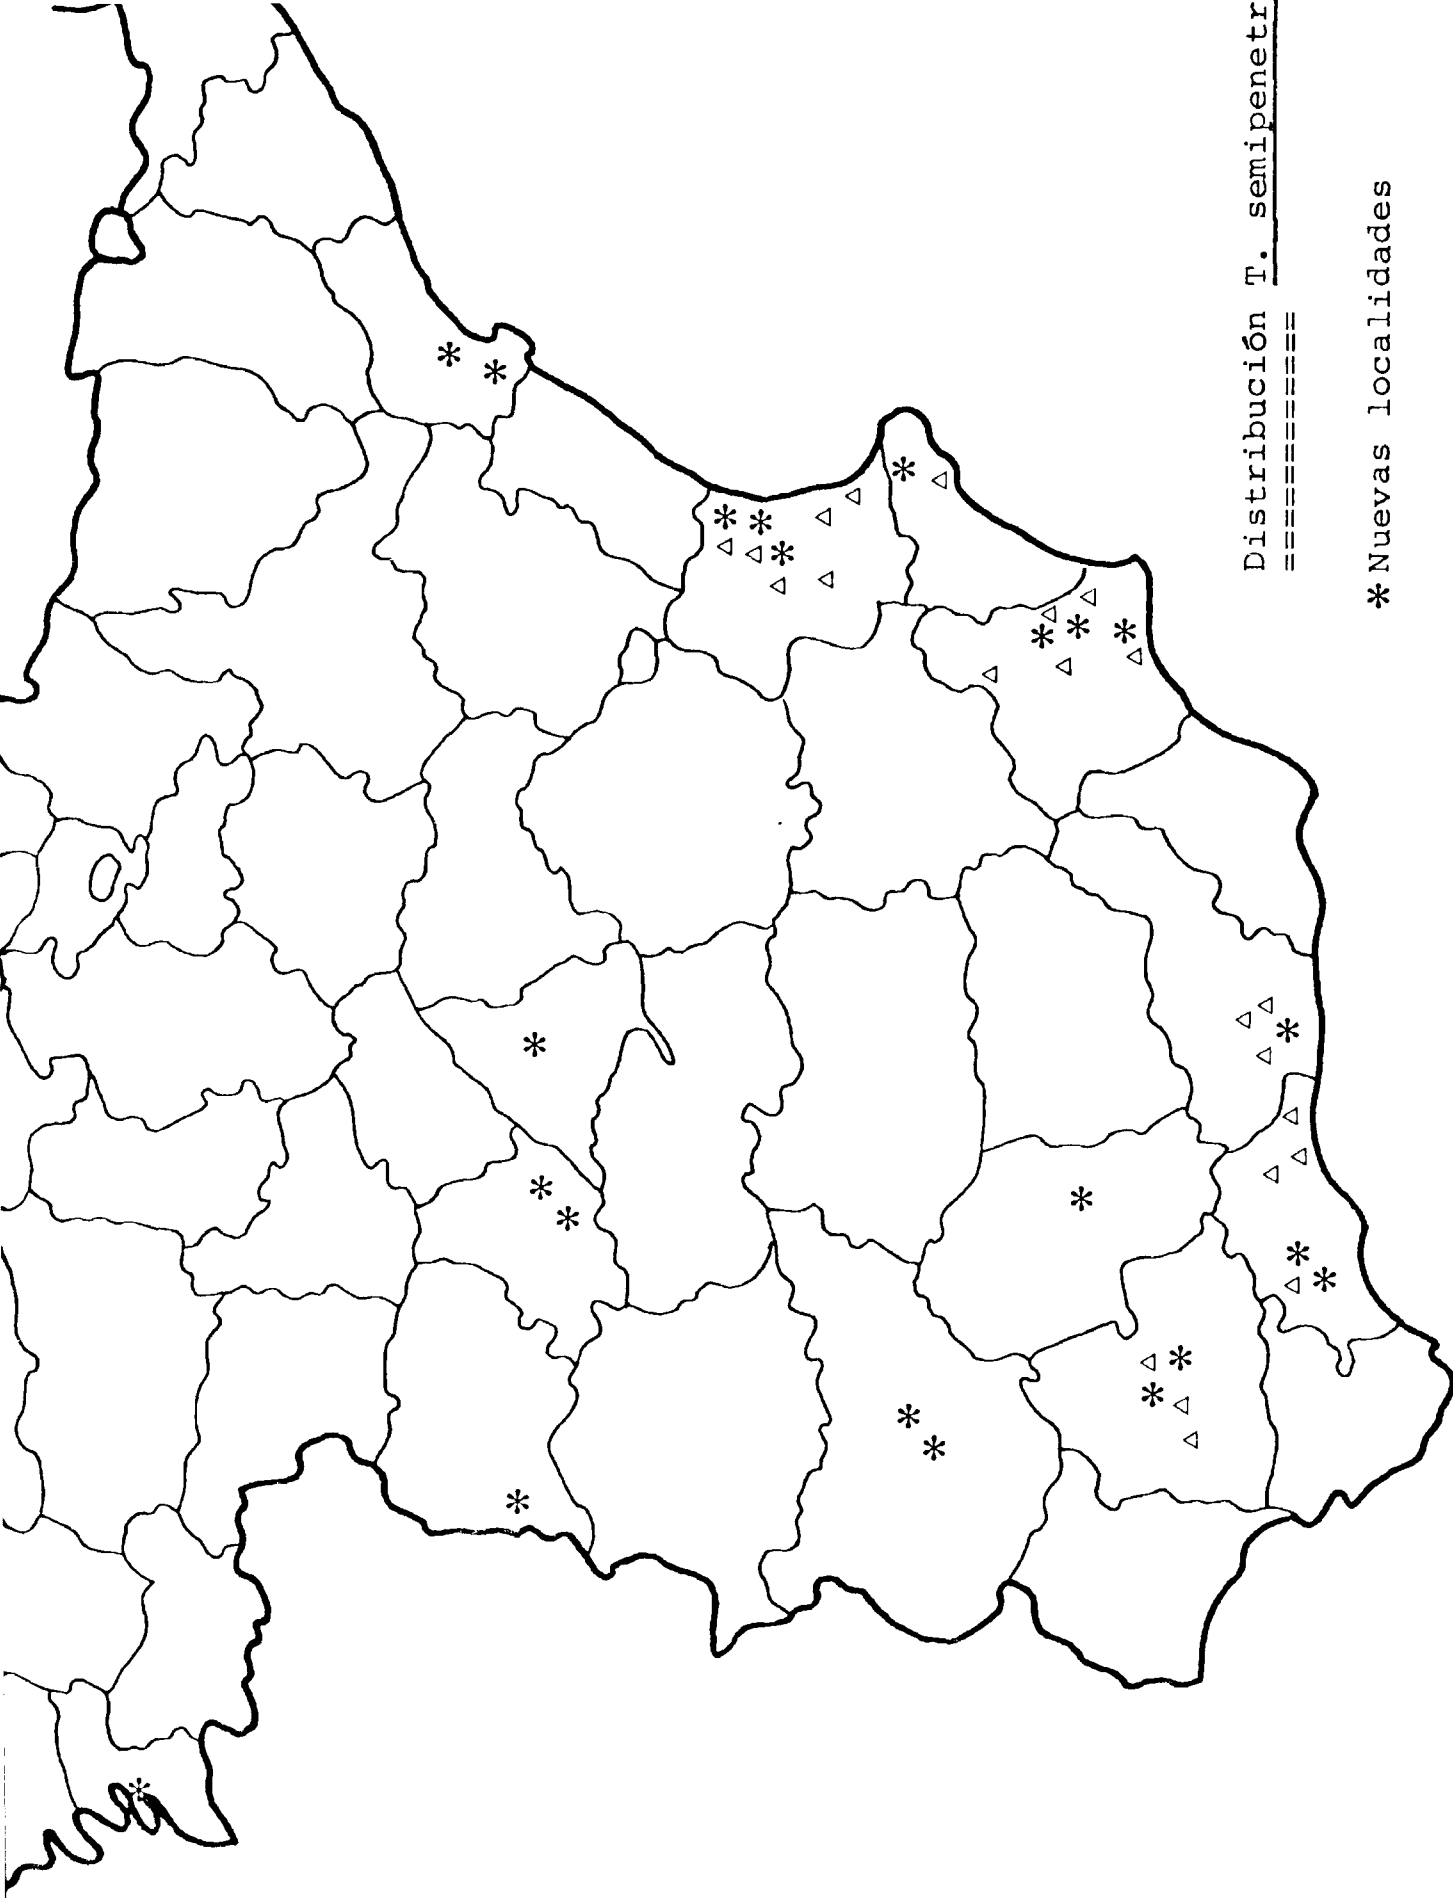 Distribución T. semipenetr
===========
* Nuevas localidades